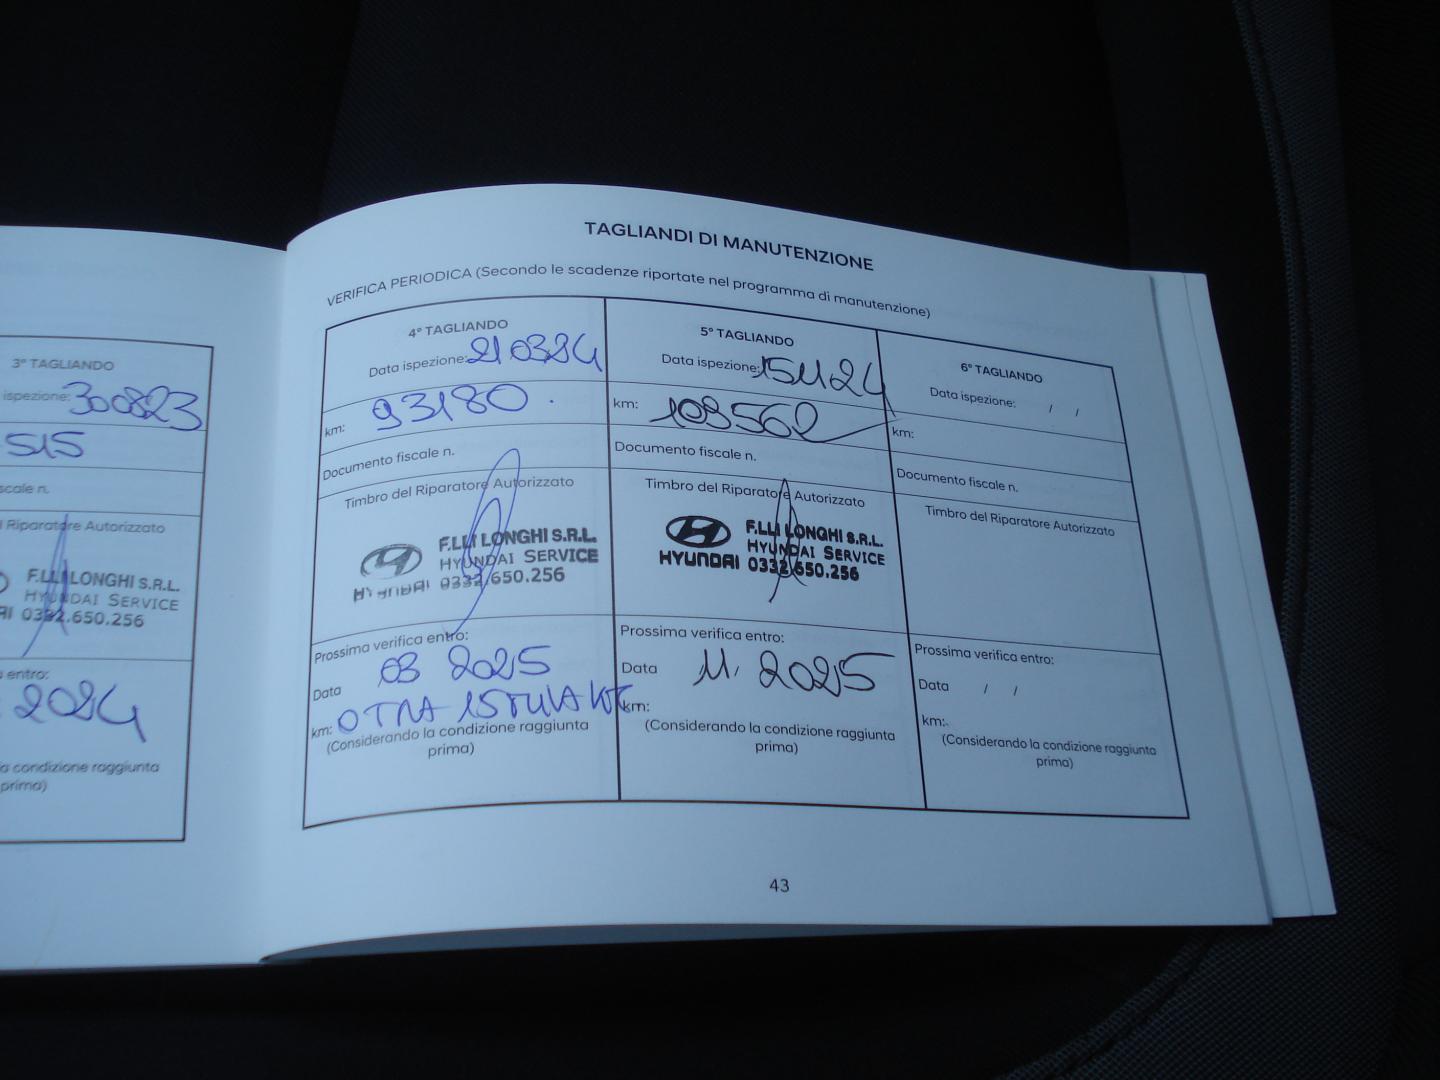 3° TAGLIANDO
ispezione: 300823
515
scale n.
Riparatore Autorizzato
F.LLI LONGHI S.R.L.
HYUNDAI SERVICE
AI 0332.650.256
entro:
2024
a condizione raggiunta
prima)
TAGLIANDI DI MANUTENZIONE
VERIFICA PERIODICA (Secondo le scadenze riportate nel programma di manutenzione)
4° TAGLIANDO
Data ispezione: 210324
km: 93180.
Documento fiscale n.
Timbro del Riparatore Autorizzato
F.LLI LONGHI S.R.L.
HYUNDAI SERVICE
HYUNDAI 0332.650.256
Prossima verifica entro:
Data 03 2025
km:
(Considerando la condizione raggiunta
prima)
5° TAGLIANDO
Data ispezione: 151124
km: 109562
Documento fiscale n.
Timbro del Riparatore Autorizzato
F.LLI LONGHI S.R.L.
HYUNDAI SERVICE
HYUNDAI 0332.650.256
Prossima verifica entro:
Data 11. 2025
km:
(Considerando la condizione raggiunta
prima)
6° TAGLIANDO
Data ispezione: / /
km:
Documento fiscale n.
Timbro del Riparatore Autorizzato
Prossima verifica entro:
Data / /
km:
(Considerando la condizione raggiunta
prima)
43